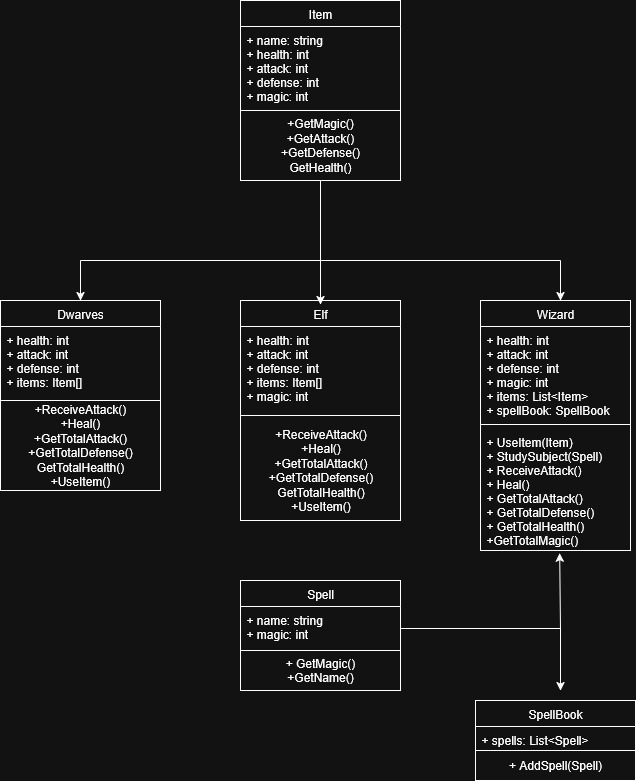 Item
+ name: string
+ health: int
+ attack: int
+ defense: int
+ magic: int
+GetMagic()
+GetAttack()
+GetDefense()
GetHealth()
Dwarves
+ health: int
+ attack: int
+ defense: int
+ items: Item[]
+ReceiveAttack()
+Heal()
+GetTotalAttack()
+GetTotalDefense()
GetTotalHealth()
+UseItem()
Elf
+ health: int
+ attack: int
+ defense: int
+ items: Item[]
+ magic: int
+ReceiveAttack()
+Heal()
+GetTotalAttack()
+GetTotalDefense()
GetTotalHealth()
+UseItem()
Wizard
+ health: int
+ attack: int
+ defense: int
+ magic: int
+ items: List<Item>
+ spellBook: SpellBook
+ UseItem(Item)
+ StudySubject(Spell)
+ ReceiveAttack()
+ Heal()
+ GetTotalAttack()
+ GetTotalDefense()
+ GetTotalHealth()
+GetTotalMagic()
Spell
+ name: string
+ magic: int
+ GetMagic()
+GetName()
SpellBook
+ spells: List<Spell>
+ AddSpell(Spell)